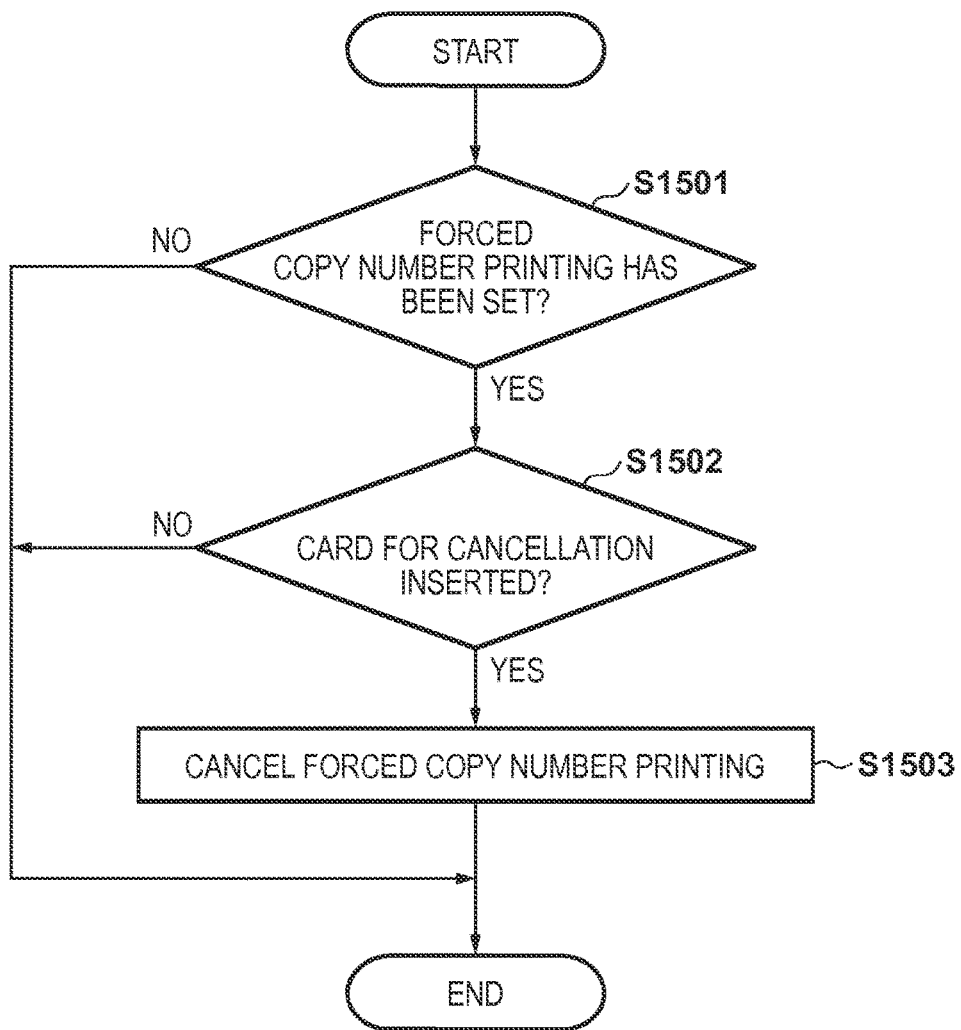 START
S1501
NO
FORCED
COPY NUMBER PRINTING HAS
BEEN SET?
YES
S1502
NO
CARD FOR CANCELLATION
INSERTED?
YES
CANCEL FORCED COPY NUMBER PRINTING
S1503
END